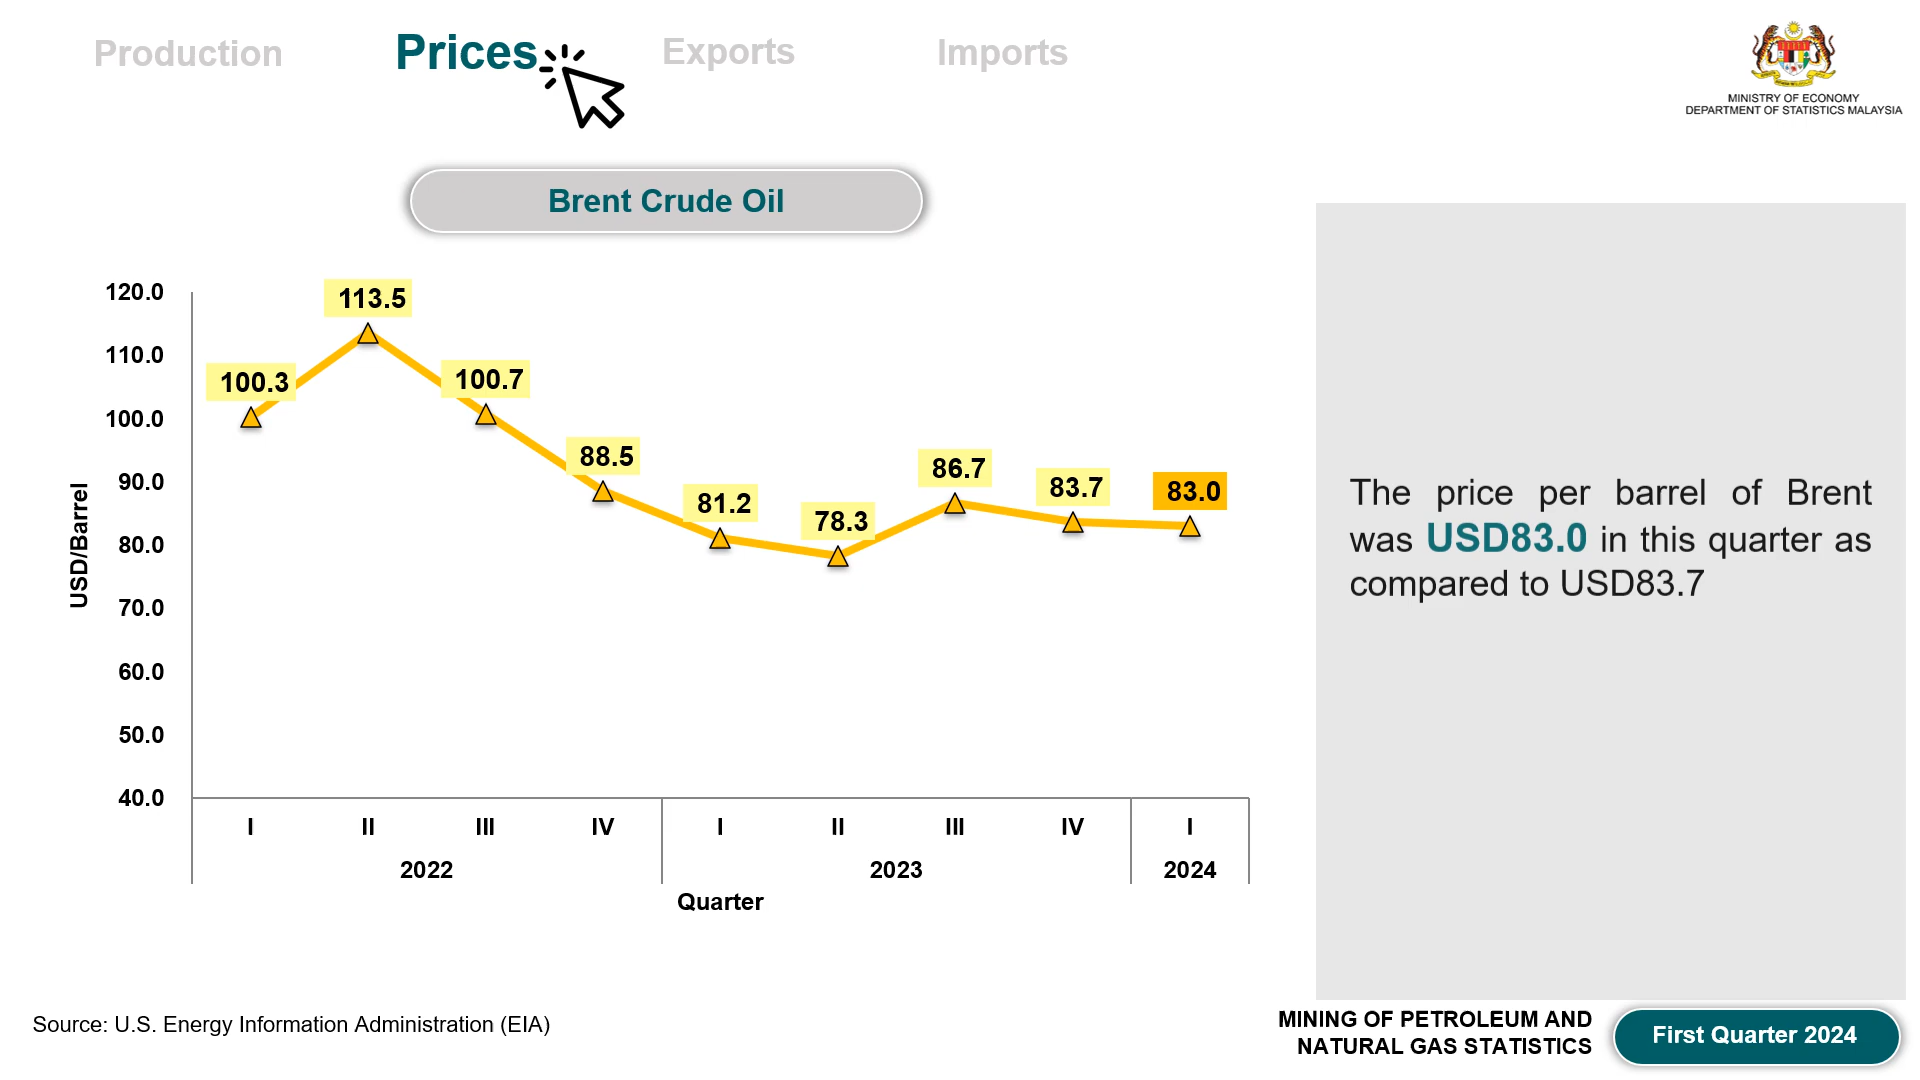 Production Prices Exports Imports
MINISTRY OF ECONOMY
DEPARTMENT OF STATISTICS MALAYSIA
Brent Crude Oil
120.0
110.0
100.0
90.0
80.0
70.0
60.0
50.0
40.0
USD/Barrel
100.3
113.5
100.7
88.5
81.2
78.3
86.7
83.7
83.0
I II III IV I II III IV I
2022 2023 2024
Quarter
The price per barrel of Brent
was USD83.0 in this quarter as
compared to USD83.7
Source: U.S. Energy Information Administration (EIA)
MINING OF PETROLEUM AND
NATURAL GAS STATISTICS
First Quarter 2024